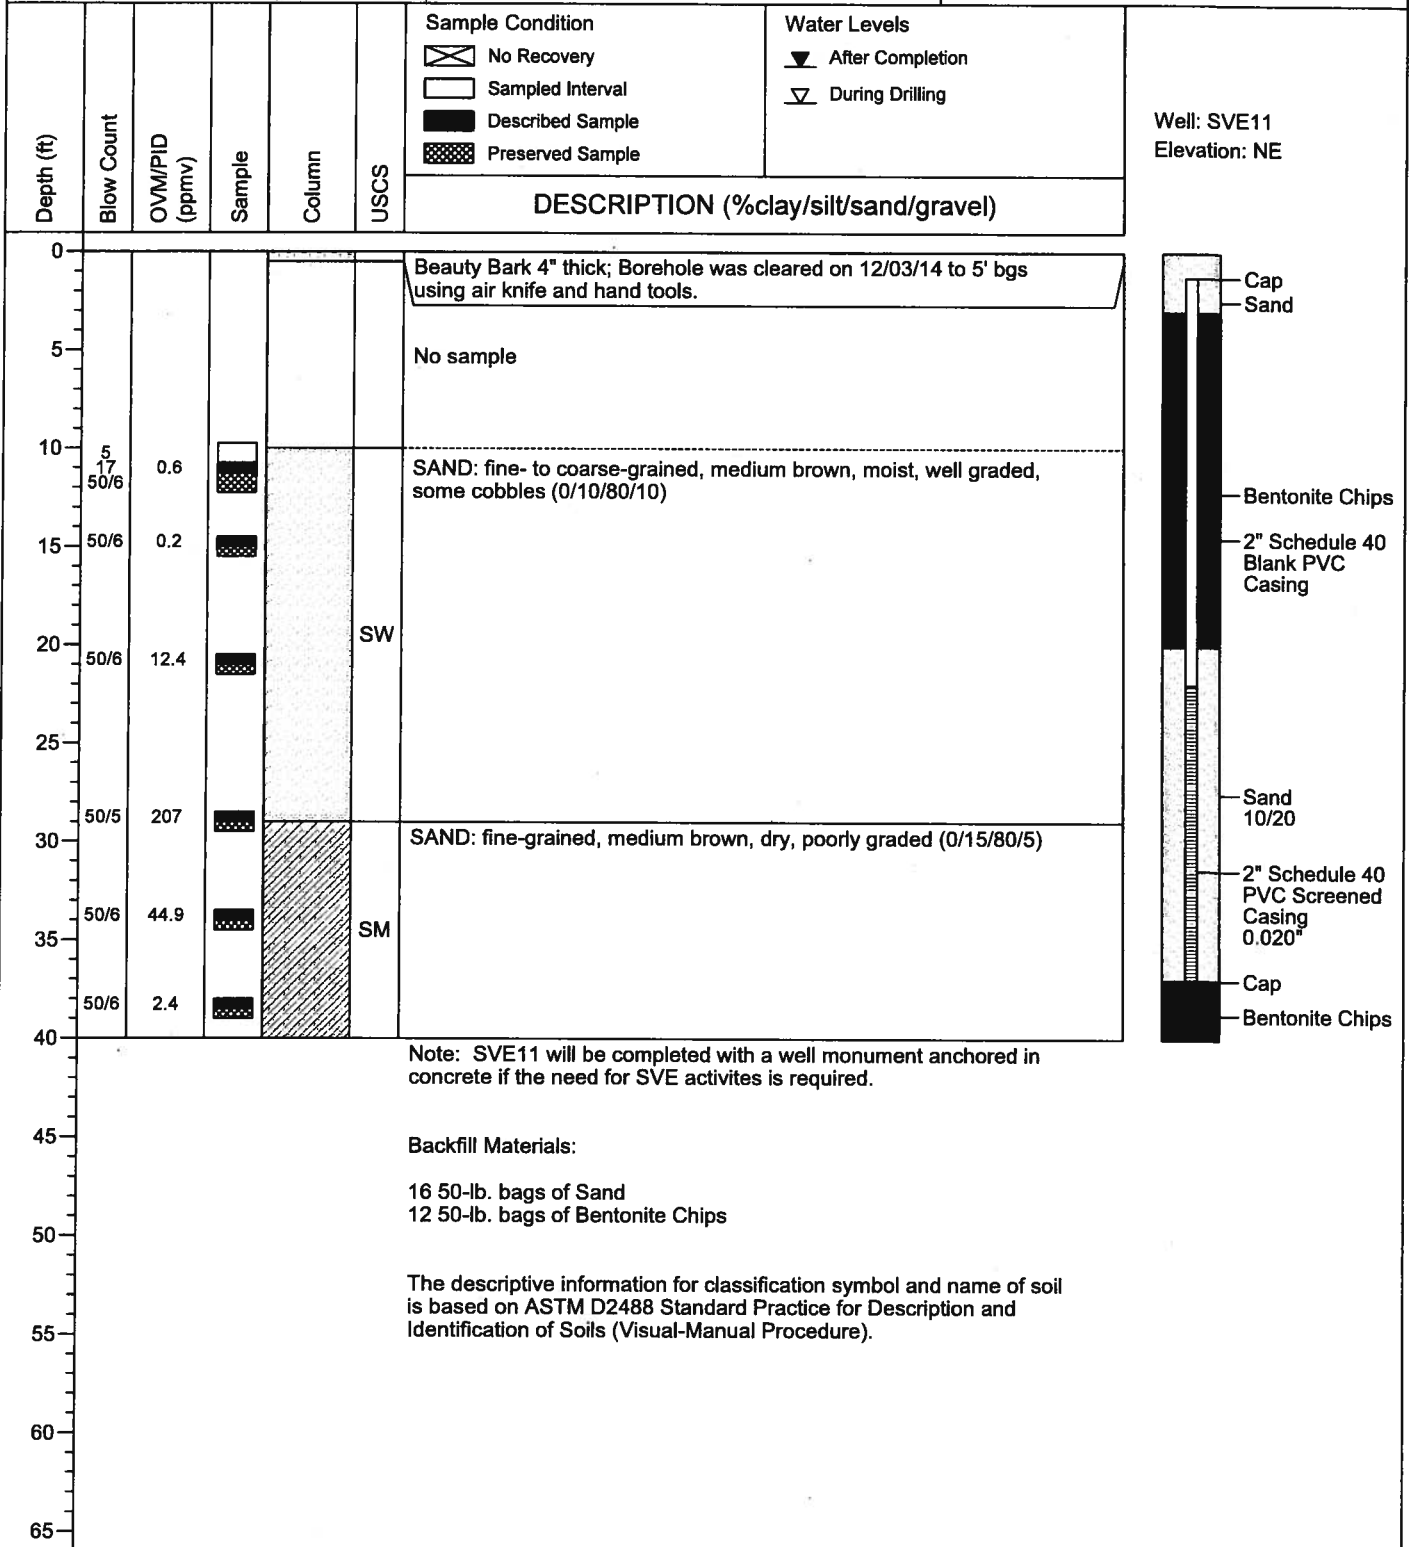 Depth (ft)
Blow Count
OVM/PID
(ppmv)
Sample
Column
USCS
Sample Condition
No Recovery
Sampled Interval
Described Sample
Preserved Sample
Water Levels
After Completion
During Drilling
DESCRIPTION (%clay/silt/sand/gravel)
Well: SVE11
Elevation: NE
0
Beauty Bark 4" thick; Borehole was cleared on 12/03/14 to 5' bgs
using air knife and hand tools.
Cap
Sand
5
No sample
10
5
17
50/6
0.6
SAND: fine- to coarse-grained, medium brown, moist, well graded,
some cobbles (0/10/80/10)
Bentonite Chips
15
50/6
0.2
2" Schedule 40
Blank PVC
Casing
SW
20
50/6
12.4
25
50/5
207
Sand
10/20
30
SAND: fine-grained, medium brown, dry, poorly graded (0/15/80/5)
2" Schedule 40
PVC Screened
Casing
0.020"
50/6
44.9
35
SM
Cap
50/6
2.4
Bentonite Chips
40
Note: SVE11 will be completed with a well monument anchored in
concrete if the need for SVE activites is required.
45
Backfill Materials:
16 50-lb. bags of Sand
12 50-lb. bags of Bentonite Chips
50
The descriptive information for classification symbol and name of soil
is based on ASTM D2488 Standard Practice for Description and
Identification of Soils (Visual-Manual Procedure).
55
60
65